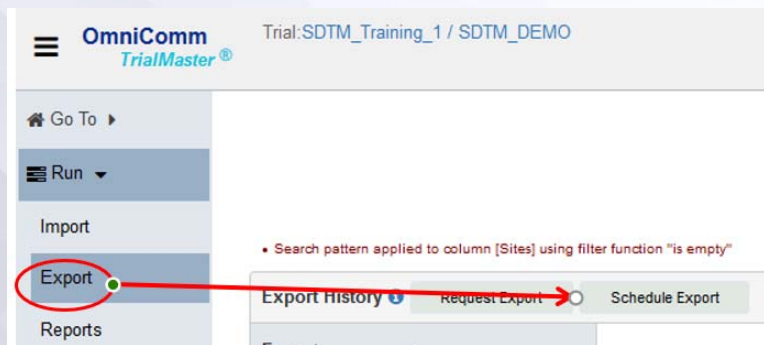 OmniComm
TrialMaster ®
Trial:SDTM_Training_1 / SDTM_DEMO
Go To
Run
Import
• Search pattern applied to column [Sites] using filter function "is empty"
Export
Export History Request Export Schedule Export
Reports